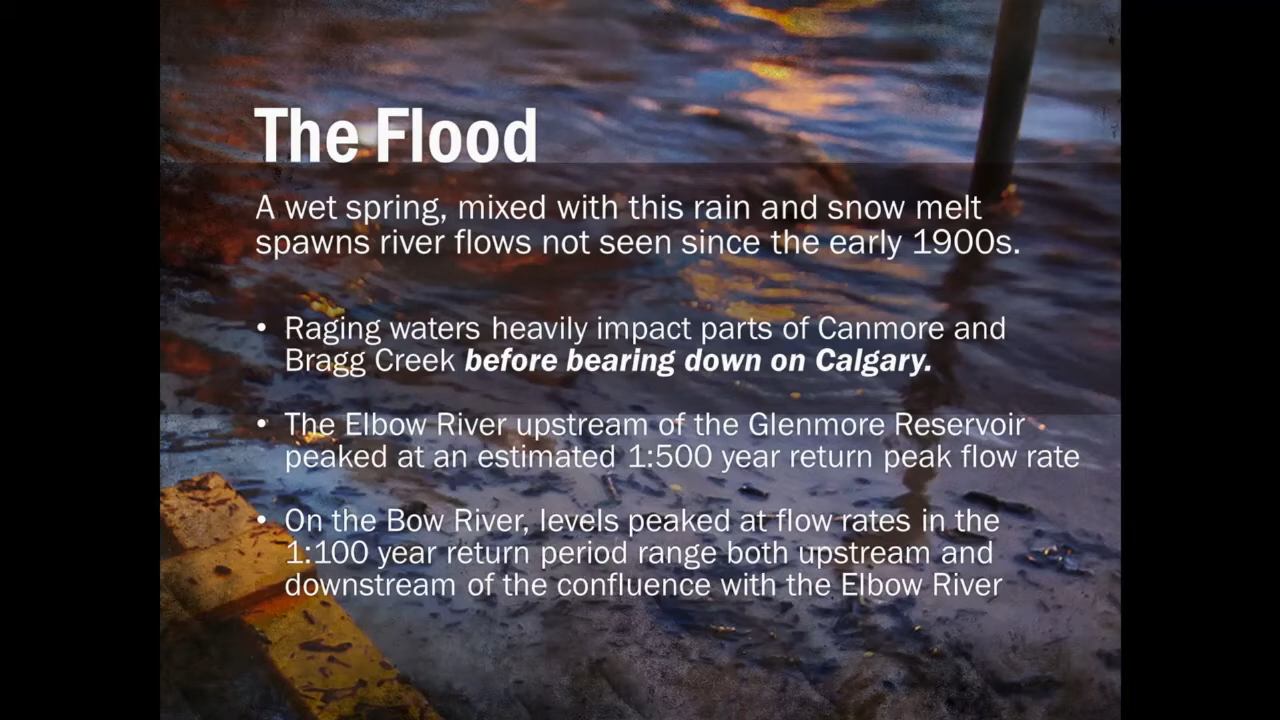 The Flood
A wet spring, mixed with this rain and snow melt
spawns river flows not seen since the early 1900s.
• Raging waters heavily impact parts of Canmore and
Bragg Creek before bearing down on Calgary.
• The Elbow River upstream of the Glenmore Reservoir
peaked at an estimated 1:500 year return peak flow rate
• On the Bow River, levels peaked at flow rates in the
1:100 year return period range both upstream and
downstream of the confluence with the Elbow River